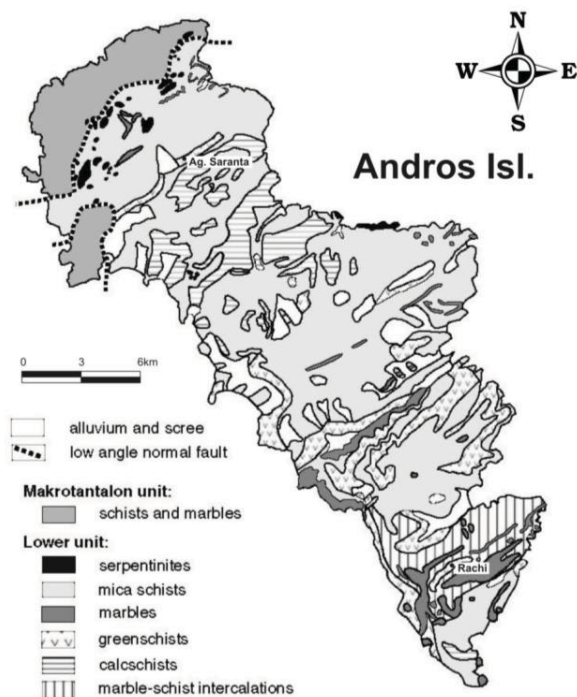 N
W E
S
Andros Isl.
Ag. Saranta
0 3 6km
alluvium and scree
low angle normal fault
Makrotantalon unit:
schists and marbles
Lower unit:
serpentinites
mica schists
marbles
greenschists
calcschists
marble-schist intercalations
Rachi